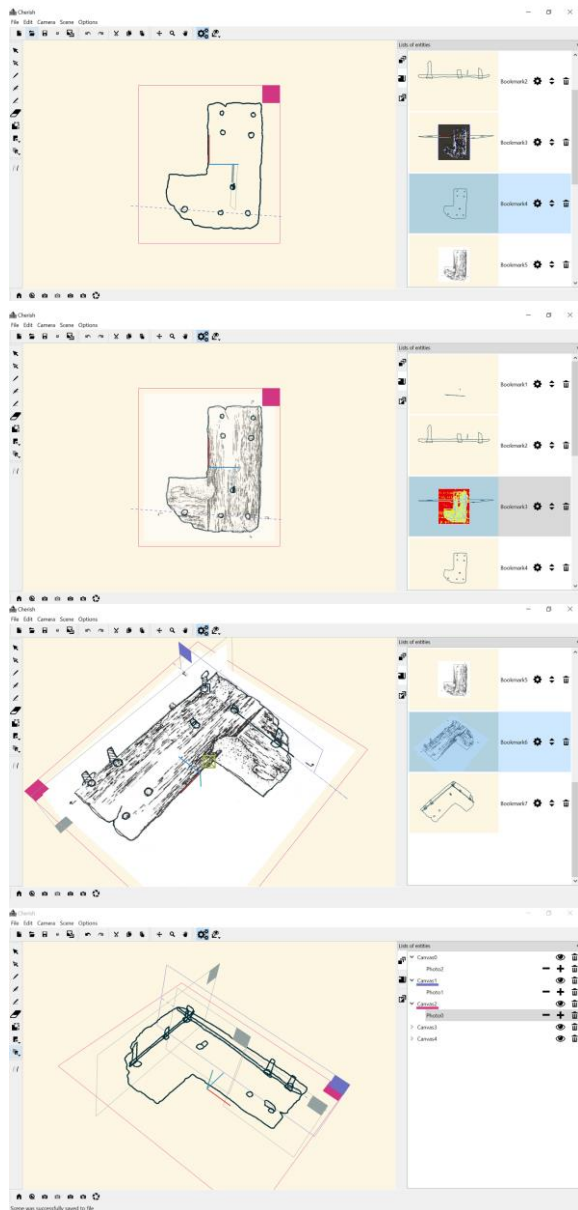 Cherish
File Edit Camera Scene Options
Lists of entities
Bookmark2
Bookmark3
Bookmark4
Bookmark5
Cherish
File Edit Camera Scene Options
Lists of entities
Bookmark1
Bookmark2
Bookmark3
Bookmark4
Cherish
File Edit Camera Scene Options
Lists of entities
Bookmark5
Bookmark6
Bookmark7
Cherish
File Edit Camera Scene Options
Lists of entities
Canvas0
Photo2
Canvas1
Photo1
Canvas2
Photo0
Canvas3
Canvas4
Scene was successfully saved to file